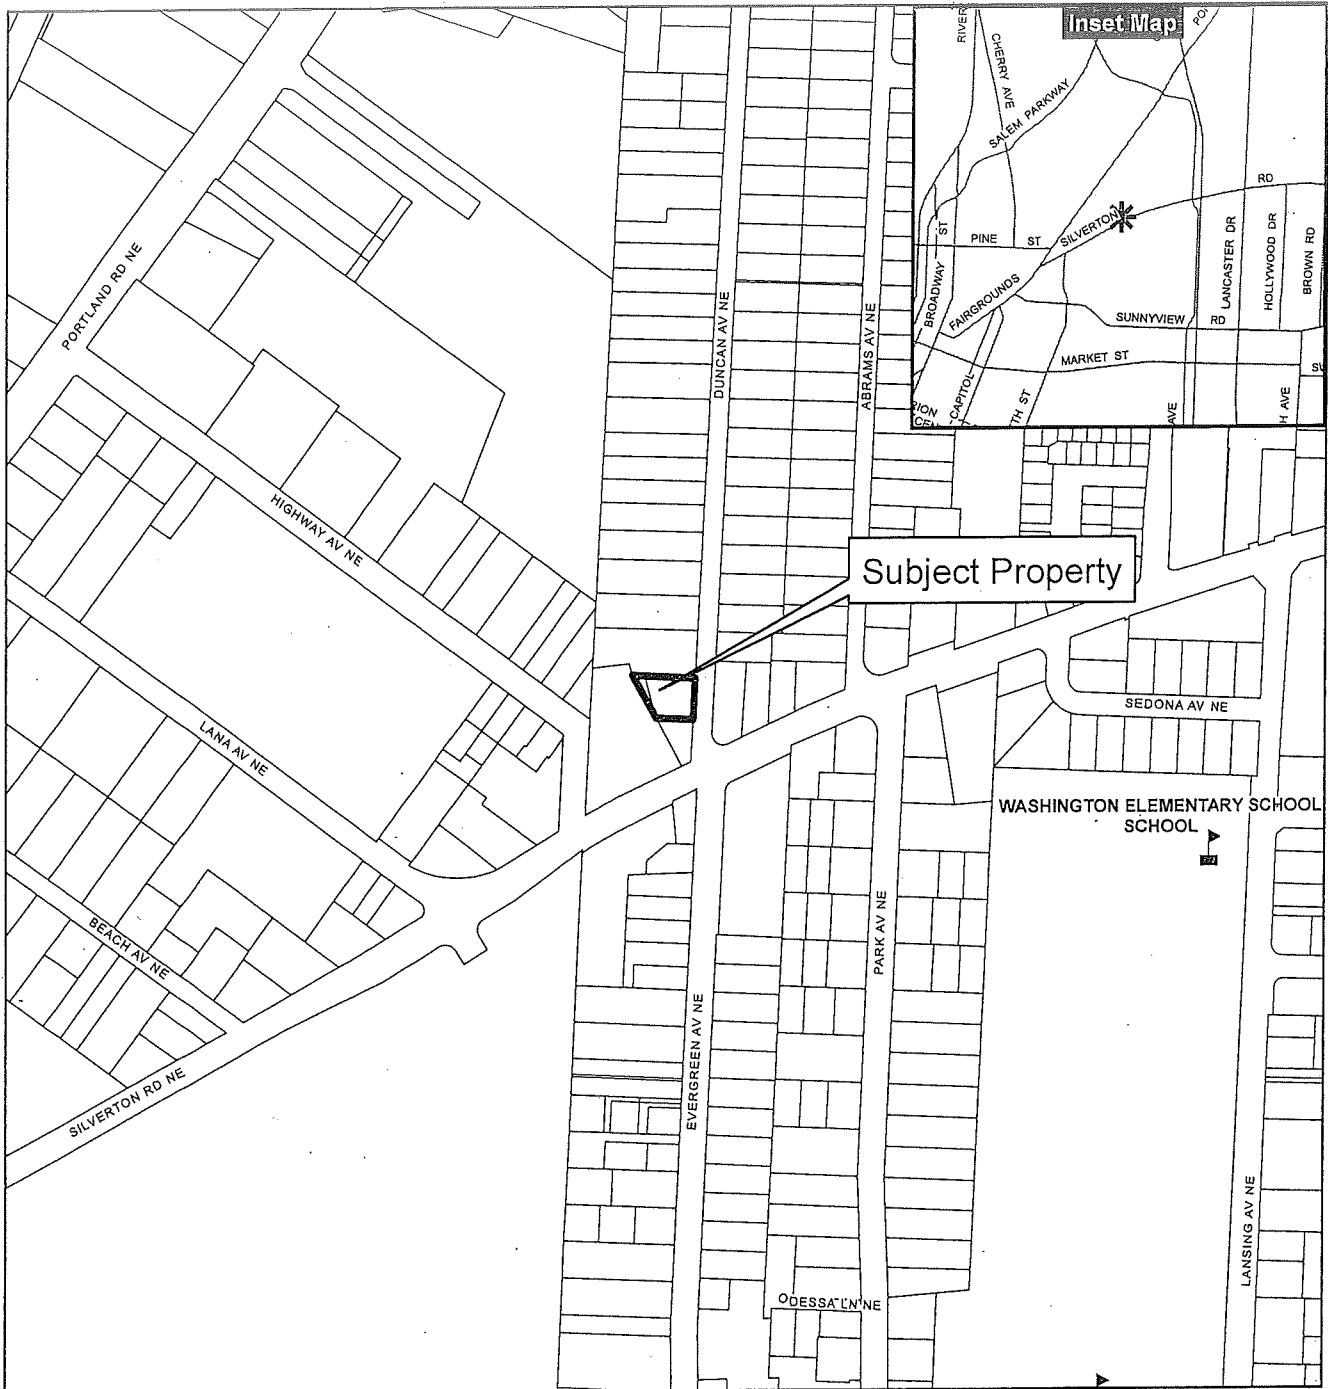 Inset Map
RIVER
CHERRY AVE
SALEM PARKWAY
RD
PINE ST
SILVERTON
ST
BROADWAY
FAIRGROUNDS
LANCASTER DR
HOLLYWOOD DR
BROWN RD
SUNNYVIEW RD
MARKET ST
CAPITOL
TH ST
AVE
H AVE
PORTLAND RD NE
DUNCAN AV NE
ABRAMS AV NE
HIGHWAY AV NE
Subject Property
LANA AV NE
SEDONA AV NE
WASHINGTON ELEMENTARY SCHOOL
SCHOOL
BEACH AV NE
PARK AV NE
EVERGREEN AV NE
SILVERTON RD NE
LANSING AV NE
ODESSA LN NE